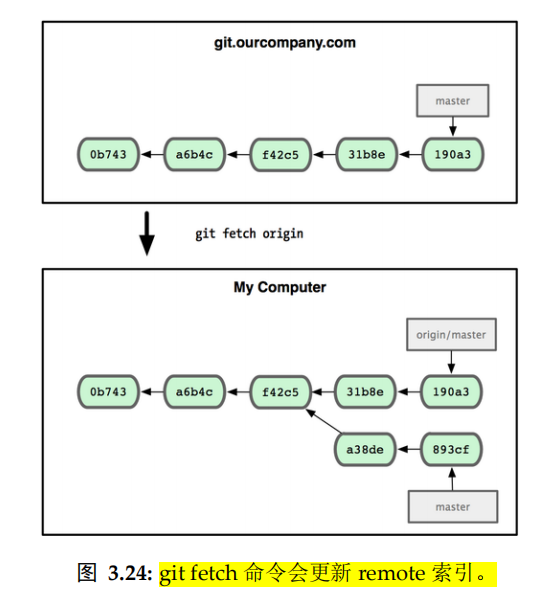 git.ourcompany.com
master
0b743 a6b4c f42c5 31b8e 190a3
git fetch origin
My Computer
origin/master
0b743 a6b4c f42c5 31b8e 190a3
a38de 893cf
master
图 3.24: git fetch 命令会更新 remote 索引。